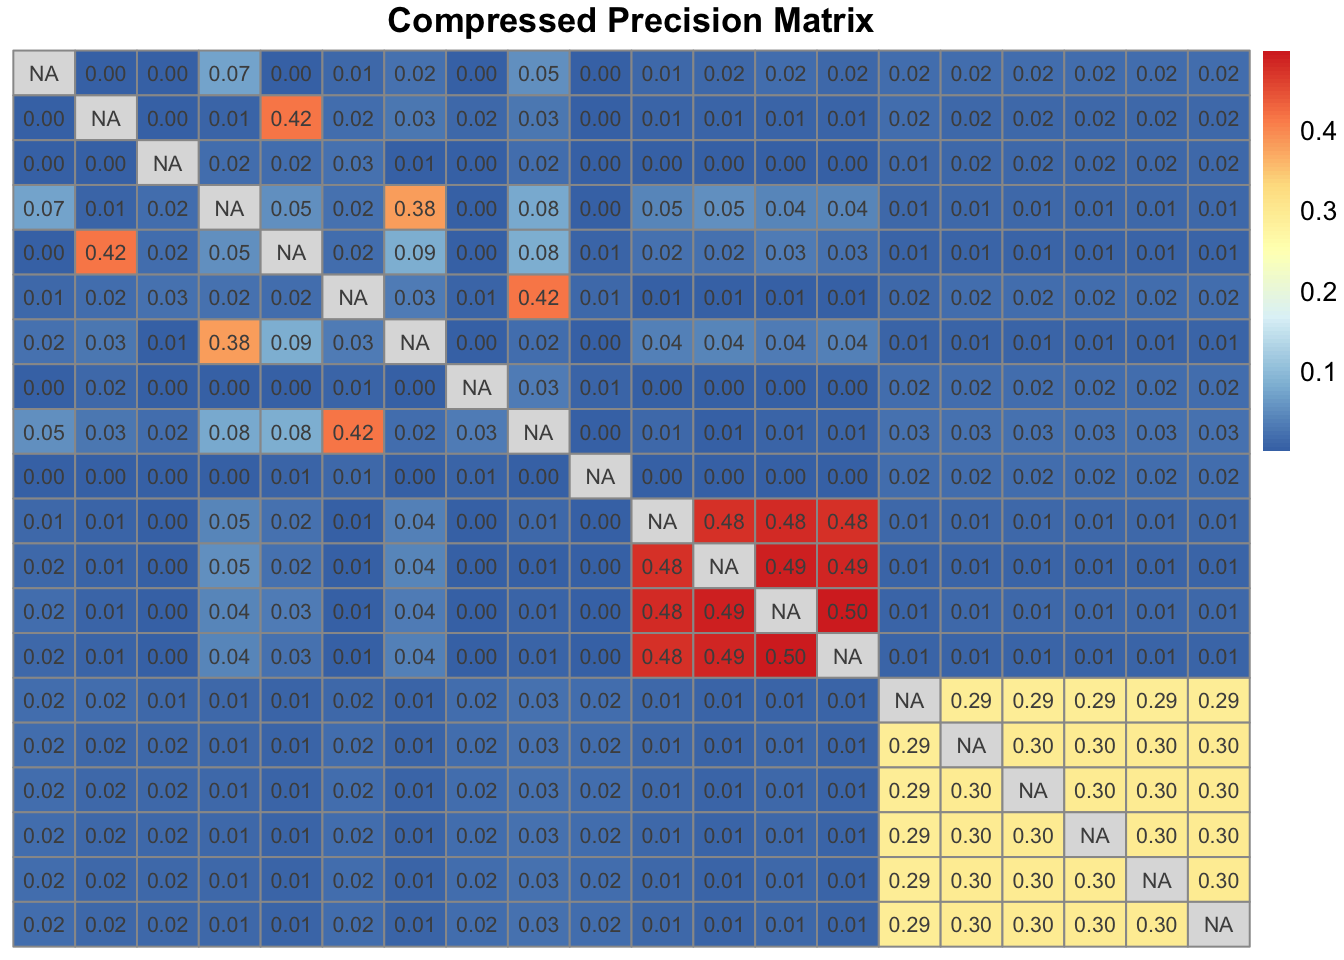 Compressed Precision Matrix
NA 0.00 0.00 0.07 0.00 0.01 0.02 0.00 0.05 0.00 0.01 0.02 0.02 0.02 0.02 0.02 0.02 0.02 0.02 0.02
0.00 NA 0.00 0.01 0.42 0.02 0.03 0.02 0.03 0.00 0.01 0.01 0.01 0.01 0.02 0.02 0.02 0.02 0.02 0.02
0.4
0.00 0.00 NA 0.02 0.02 0.03 0.01 0.00 0.02 0.00 0.00 0.00 0.00 0.00 0.01 0.02 0.02 0.02 0.02 0.02
0.07 0.01 0.02 NA 0.05 0.02 0.38 0.00 0.08 0.00 0.05 0.05 0.04 0.04 0.01 0.01 0.01 0.01 0.01 0.01
0.3
0.00 0.42 0.02 0.05 NA 0.02 0.09 0.00 0.08 0.01 0.02 0.02 0.03 0.03 0.01 0.01 0.01 0.01 0.01 0.01
0.01 0.02 0.03 0.02 0.02 NA 0.03 0.01 0.42 0.01 0.01 0.01 0.01 0.01 0.02 0.02 0.02 0.02 0.02 0.02
0.2
0.02 0.03 0.01 0.38 0.09 0.03 NA 0.00 0.02 0.00 0.04 0.04 0.04 0.04 0.01 0.01 0.01 0.01 0.01 0.01
0.1
0.00 0.02 0.00 0.00 0.00 0.01 0.00 NA 0.03 0.01 0.00 0.00 0.00 0.00 0.02 0.02 0.02 0.02 0.02 0.02
0.05 0.03 0.02 0.08 0.08 0.42 0.02 0.03 NA 0.00 0.01 0.01 0.01 0.01 0.03 0.03 0.03 0.03 0.03 0.03
0.00 0.00 0.00 0.00 0.01 0.01 0.00 0.01 0.00 NA 0.00 0.00 0.00 0.00 0.02 0.02 0.02 0.02 0.02 0.02
0.01 0.01 0.00 0.05 0.02 0.01 0.04 0.00 0.01 0.00 NA 0.48 0.48 0.48 0.01 0.01 0.01 0.01 0.01 0.01
0.02 0.01 0.00 0.05 0.02 0.01 0.04 0.00 0.01 0.00 0.48 NA 0.49 0.49 0.01 0.01 0.01 0.01 0.01 0.01
0.02 0.01 0.00 0.04 0.03 0.01 0.04 0.00 0.01 0.00 0.48 0.49 NA 0.50 0.01 0.01 0.01 0.01 0.01 0.01
0.02 0.01 0.00 0.04 0.03 0.01 0.04 0.00 0.01 0.00 0.48 0.49 0.50 NA 0.01 0.01 0.01 0.01 0.01 0.01
0.02 0.02 0.01 0.01 0.01 0.02 0.01 0.02 0.03 0.02 0.01 0.01 0.01 0.01 NA 0.29 0.29 0.29 0.29 0.29
0.02 0.02 0.02 0.01 0.01 0.02 0.01 0.02 0.03 0.02 0.01 0.01 0.01 0.01 0.29 NA 0.30 0.30 0.30 0.30
0.02 0.02 0.02 0.01 0.01 0.02 0.01 0.02 0.03 0.02 0.01 0.01 0.01 0.01 0.29 0.30 NA 0.30 0.30 0.30
0.02 0.02 0.02 0.01 0.01 0.02 0.01 0.02 0.03 0.02 0.01 0.01 0.01 0.01 0.29 0.30 0.30 NA 0.30 0.30
0.02 0.02 0.02 0.01 0.01 0.02 0.01 0.02 0.03 0.02 0.01 0.01 0.01 0.01 0.29 0.30 0.30 0.30 NA 0.30
0.02 0.02 0.02 0.01 0.01 0.02 0.01 0.02 0.03 0.02 0.01 0.01 0.01 0.01 0.29 0.30 0.30 0.30 0.30 NA